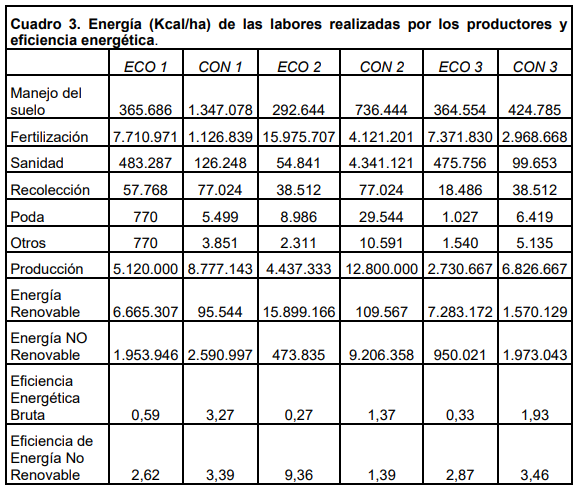 Cuadro 3. Energía (Kcal/ha) de las labores realizadas por los productores y
eficiencia energética.
ECO 1 CON 1 ECO 2 CON 2 ECO 3 CON 3
Manejo del
suelo 365.686 1.347.078 292.644 736.444 364.554 424.785
Fertilización 7.710.971 1.126.839 15.975.707 4.121.201 7.371.830 2.968.668
Sanidad 483.287 126.248 54.841 4.341.121 475.756 99.653
Recolección 57.768 77.024 38.512 77.024 18.486 38.512
Poda 770 5.499 8.986 29.544 1.027 6.419
Otros 770 3.851 2.311 10.591 1.540 5.135
Producción 5.120.000 8.777.143 4.437.333 12.800.000 2.730.667 6.826.667
Energía
Renovable 6.665.307 95.544 15.899.166 109.567 7.283.172 1.570.129
Energía NO
Renovable 1.953.946 2.590.997 473.835 9.206.358 950.021 1.973.043
Eficiencia
Energética
Bruta 0,59 3,27 0,27 1,37 0,33 1,93
Eficiencia de
Energía No
Renovable 2,62 3,39 9,36 1,39 2,87 3,46